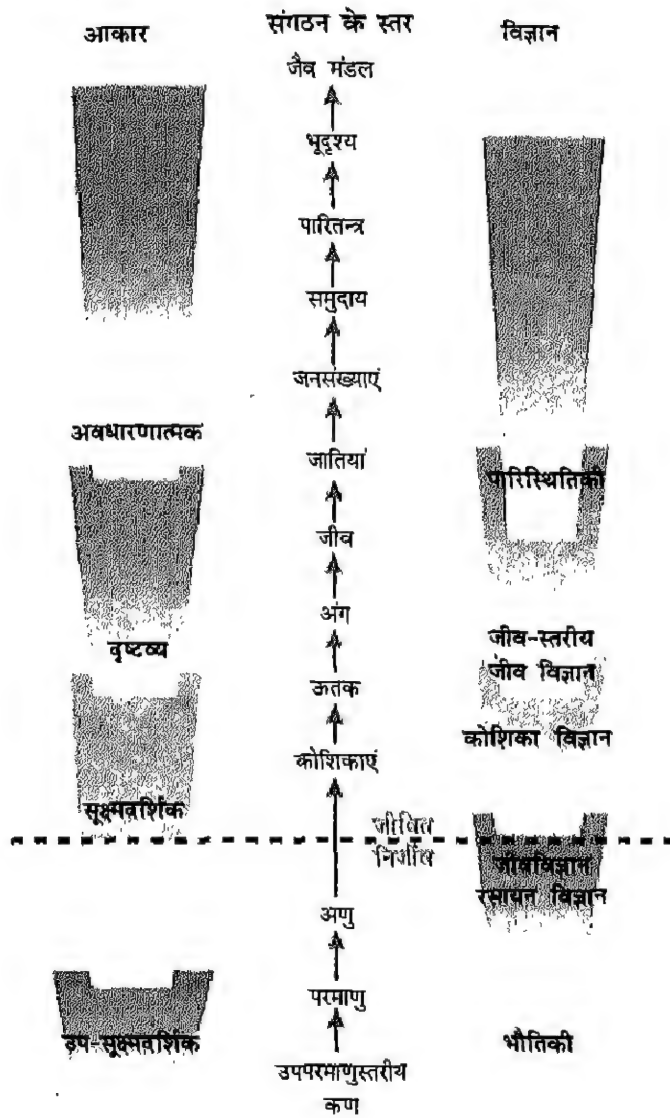 आकार संगठन के स्तर विज्ञान
जैव मंडल
भूदृश्य
पारितन्त्र
समुदाय
जनसंख्याएं
अवधारणात्मक
जातियां
पारिस्थितिकी
जीव
अंग
दृष्टव्य
जीव-स्तरीय
जीव विज्ञान
ऊतक
कोशिका विज्ञान
कोशिकाएं
सूक्ष्मदर्शिक
जीवित
निर्जीव
जीवविज्ञान
रसायन विज्ञान
अणु
परमाणु
उप-सूक्ष्मदर्शिक
भौतिकी
उपपरमाणुस्तरीय
कण